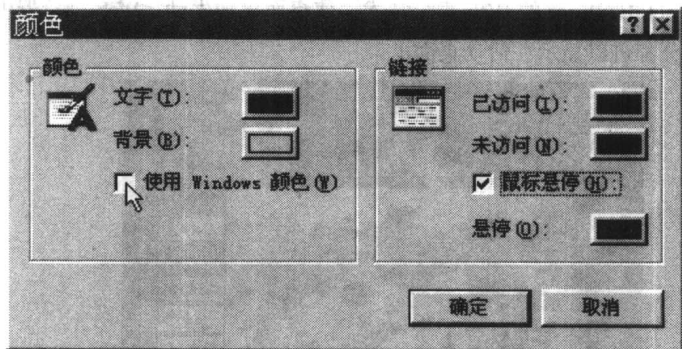 颜色
颜色
文字(T):
背景(B):
使用 Windows 颜色(W)
链接
已访问(I):
未访问(N):
鼠标悬停(H):
悬停(O):
确定
取消